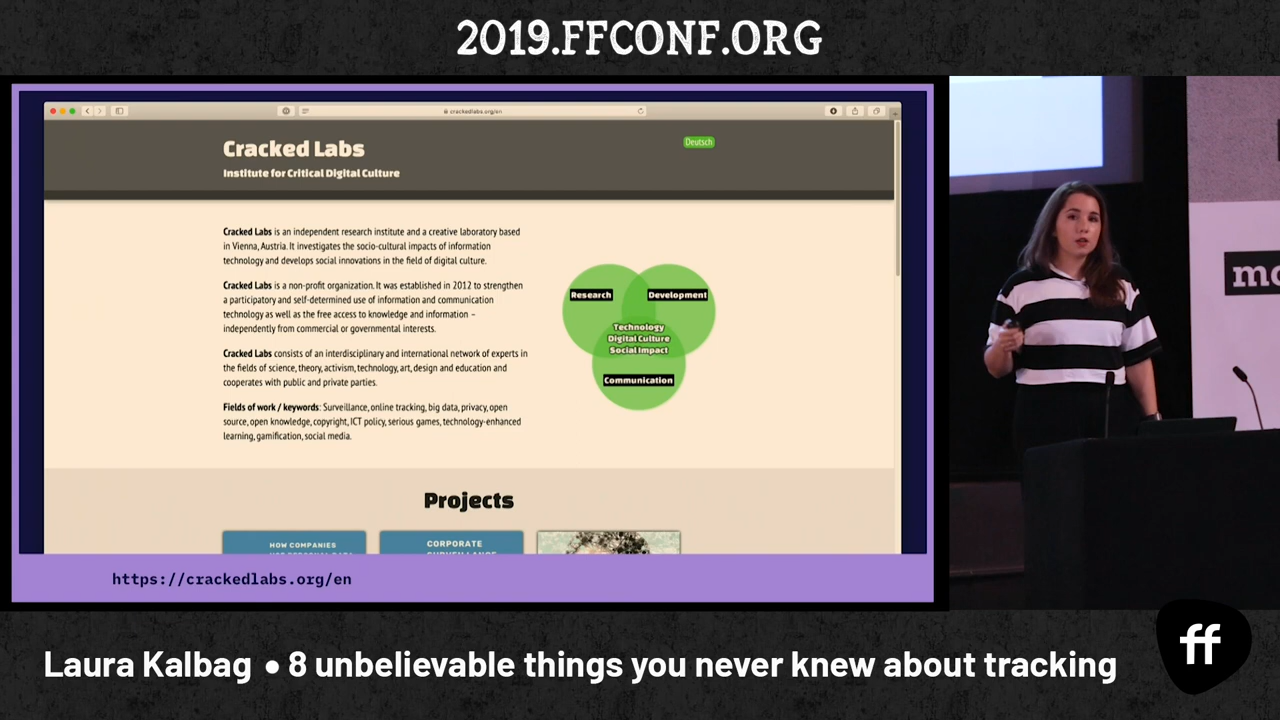 2019.FFCONF.ORG
crackedlabs.org/en
Cracked Labs
Deutsch
Institute for Critical Digital Culture
Cracked Labs is an independent research institute and a creative laboratory based
in Vienna, Austria. It investigates the socio-cultural impacts of information
technology and develops social innovations in the field of digital culture.
Cracked Labs is a non-profit organization. It was established in 2012 to strengthen
a participatory and self-determined use of information and communication
technology as well as the free access to knowledge and information –
independently from commercial or governmental interests.
Cracked Labs consists of an interdisciplinary and international network of experts in
the fields of science, theory, activism, technology, art, design and education and
cooperates with public and private parties.
Fields of work / keywords: Surveillance, online tracking, big data, privacy, open
source, open knowledge, copyright, ICT policy, serious games, technology-enhanced
learning, gamification, social media.
Research
Development
Technology
Digital Culture
Social Impact
Communication
Projects
HOW COMPANIES
CORPORATE
https://crackedlabs.org/en
mo
Laura Kalbag • 8 unbelievable things you never knew about tracking
ff